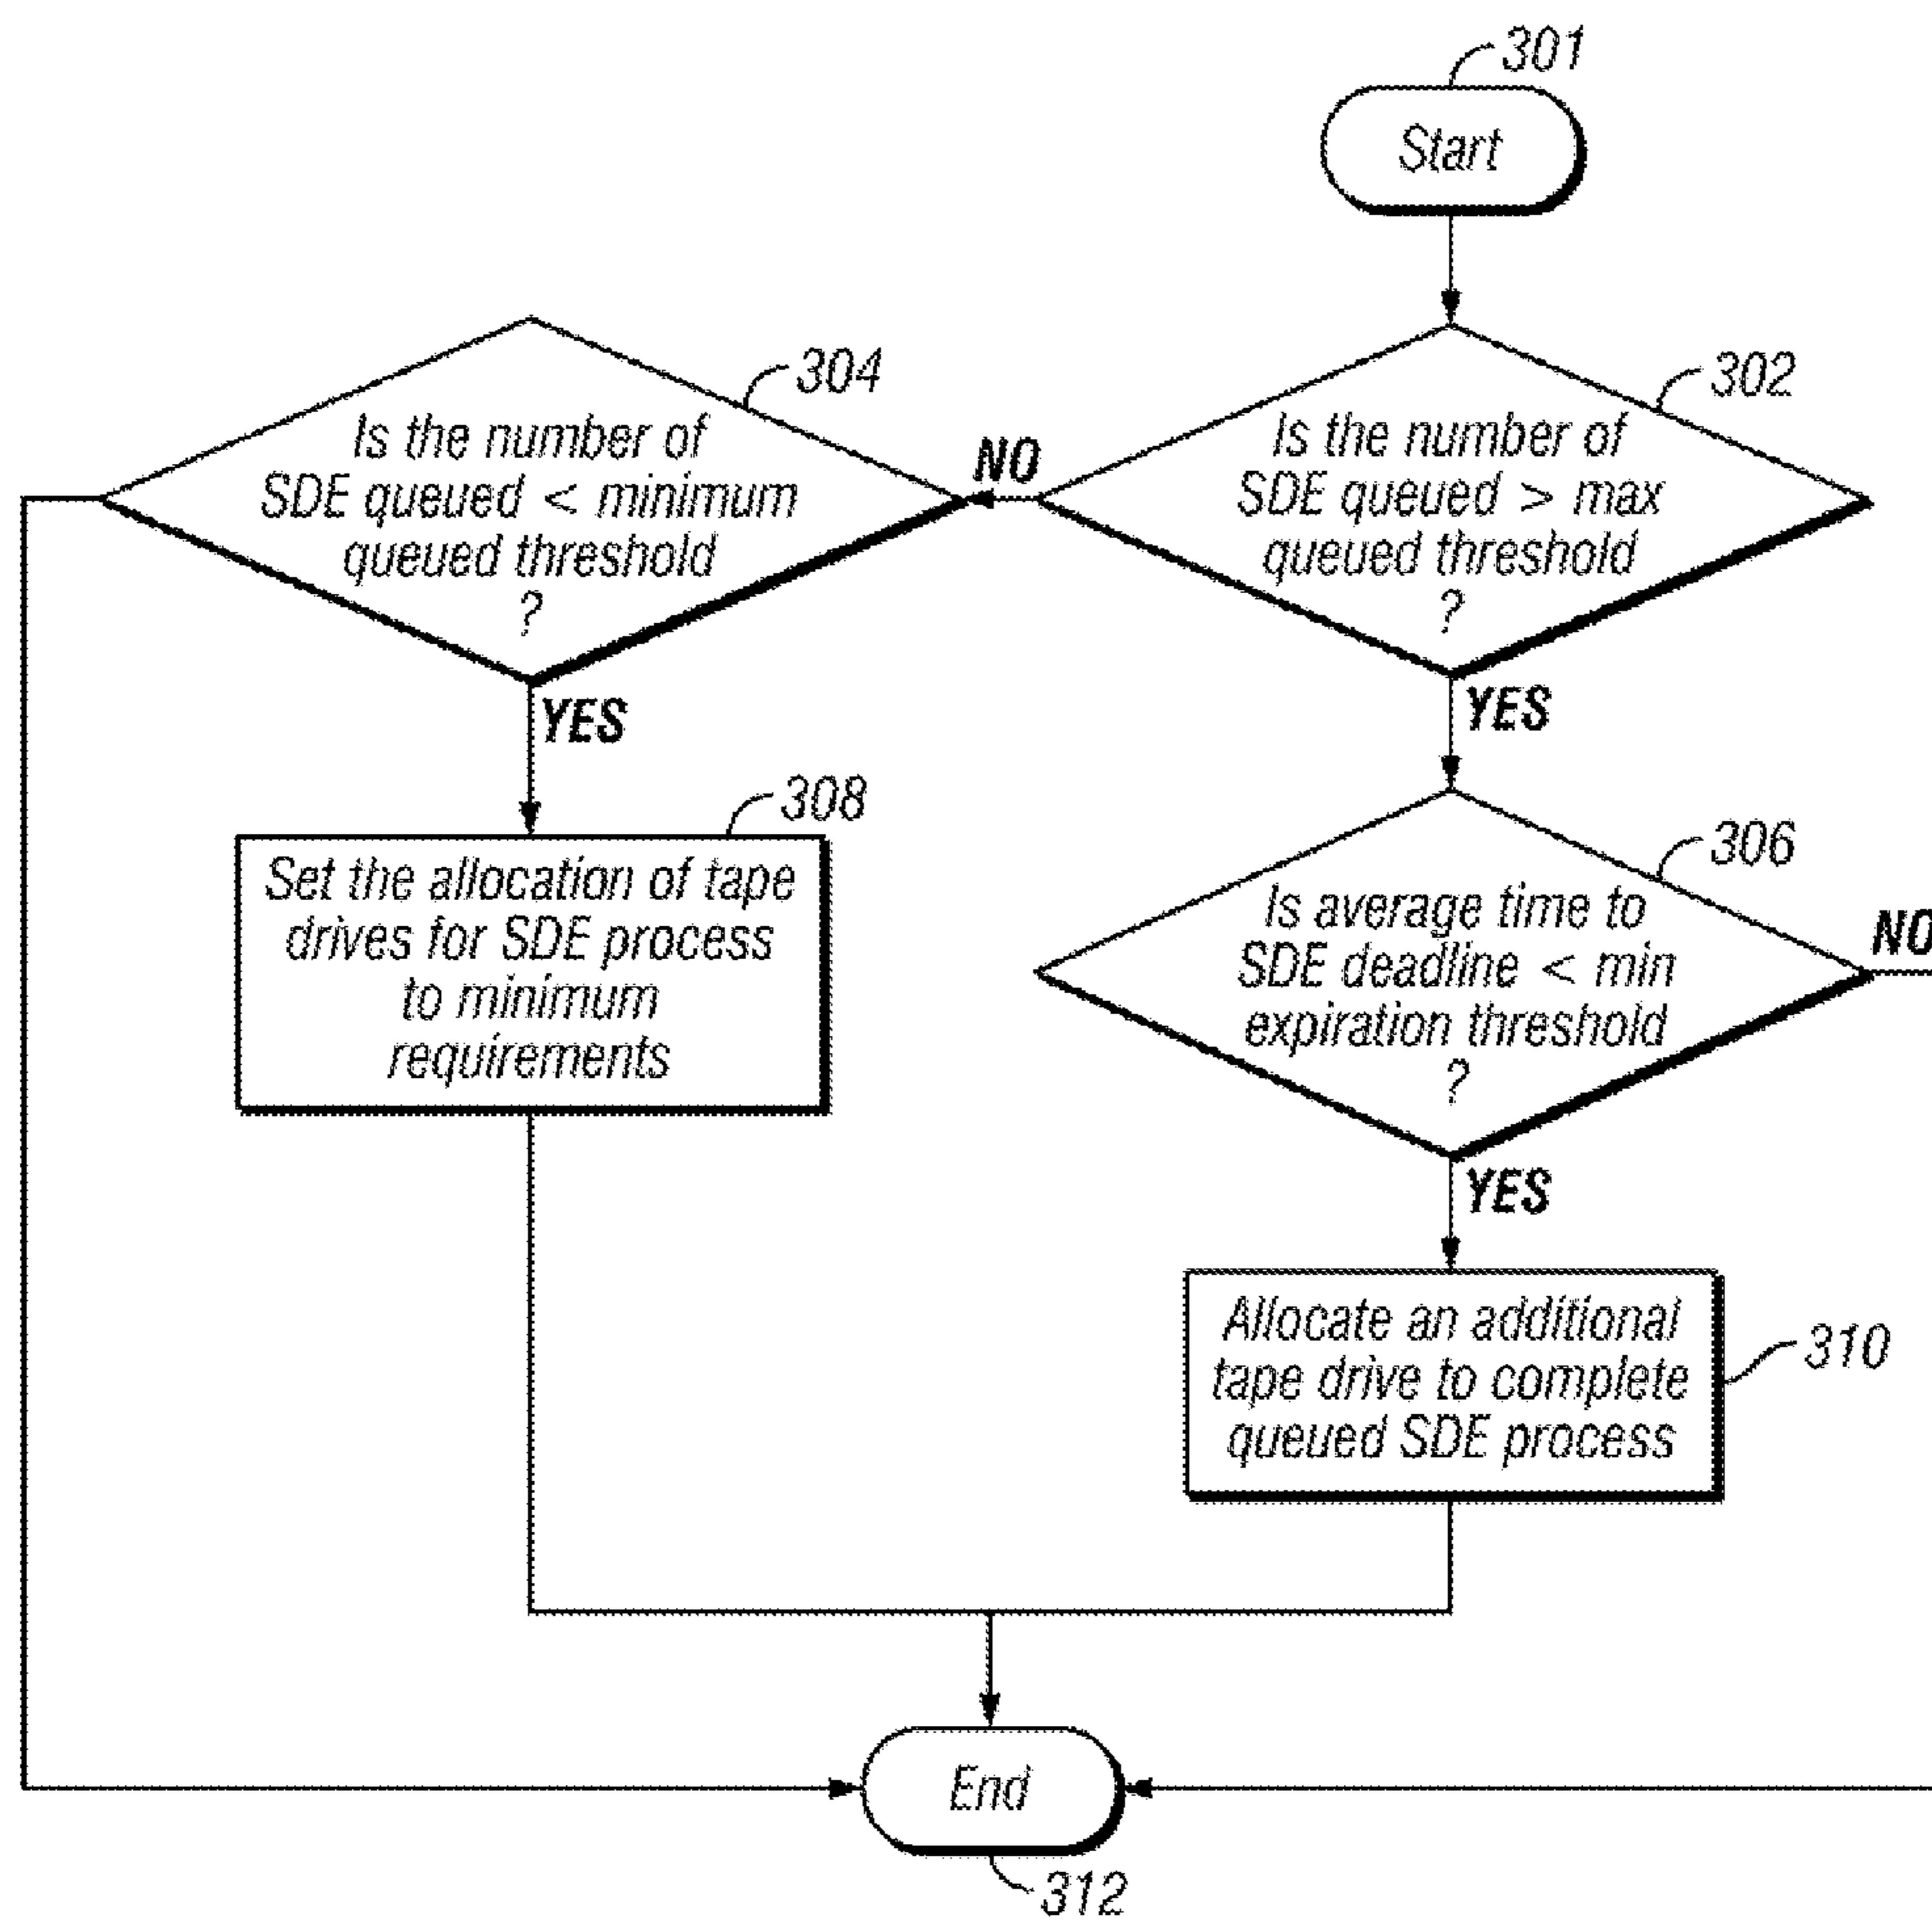 301
Start
304
Is the number of
SDE queued < minimum
queued threshold
?
NO
302
Is the number of
SDE queued > max
queued threshold
?
YES
YES
308
Set the allocation of tape
drives for SDE process
to minimum
requirements
306
Is average time to
SDE deadline < min
expiration threshold
?
NO
YES
Allocate an additional
tape drive to complete
queued SDE process
310
End
312